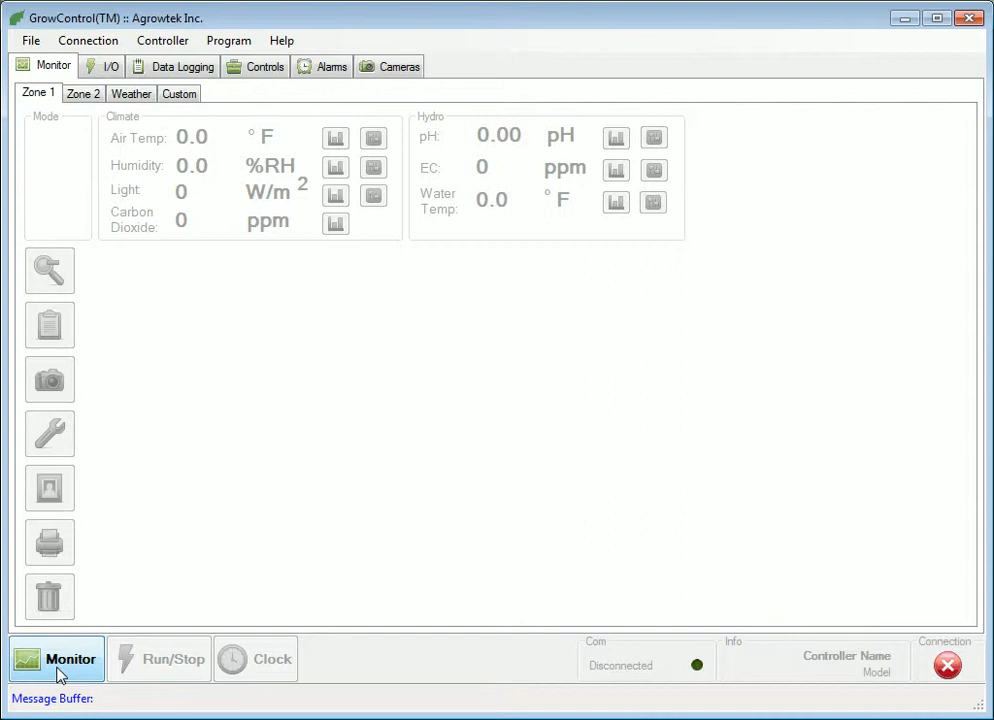 GrowControl(TM) :: Agrowtek Inc.
File Connection Controller Program Help
Monitor I/O Data Logging Controls Alarms Cameras
Zone 1 Zone 2 Weather Custom
Mode
Climate
Air Temp: 0.0 ° F
Humidity: 0.0 %RH
Light: 0 W/m 2
Carbon
Dioxide: 0 ppm
Hydro
pH: 0.00 pH
EC: 0 ppm
Water
Temp: 0.0 ° F
Monitor Run/Stop Clock
Com
Disconnected
Info
Controller Name
Model
Connection
Message Buffer: